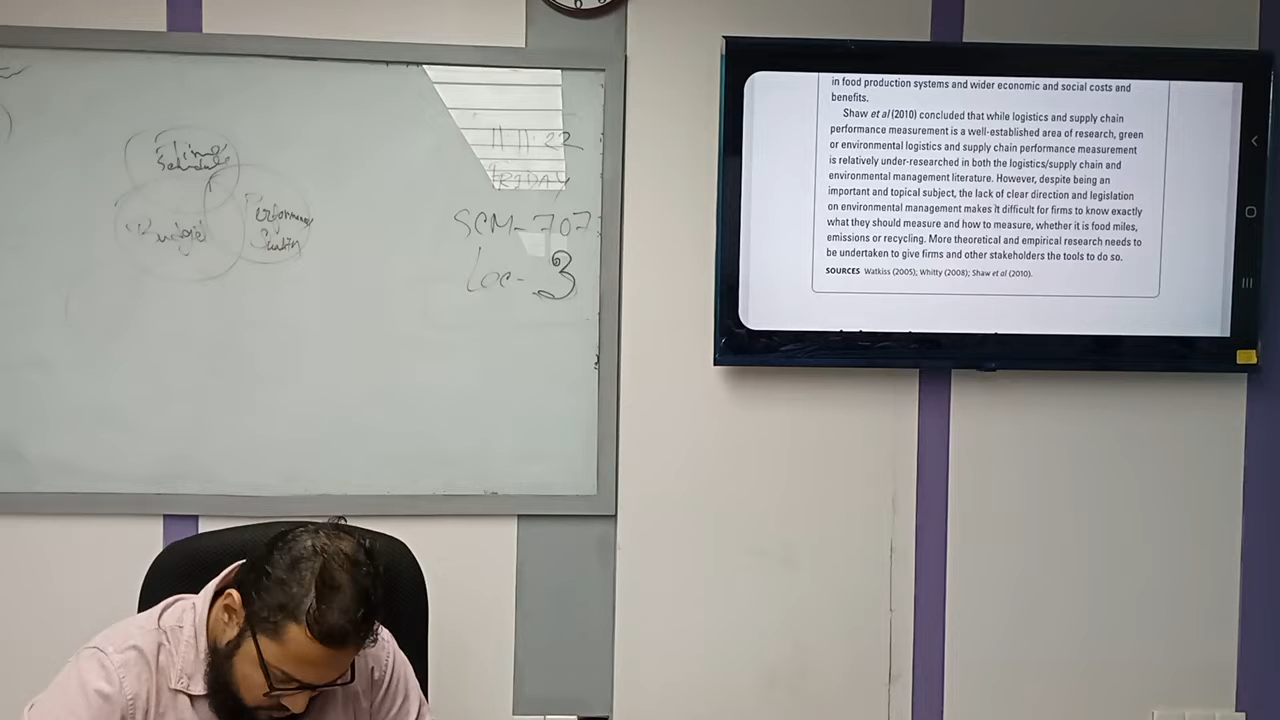 Time
Schedule
Budget
Performance
11.11.22
FRIDAY
SCM-707
Lec-3
in food production systems and wider economic and social costs and
benefits.
Shaw et al (2010) concluded that while logistics and supply chain
performance measurement is a well-established area of research, green
or environmental logistics and supply chain performance measurement
is relatively under-researched in both the logistics/supply chain and
environmental management literature. However, despite being an
important and topical subject, the lack of clear direction and legislation
on environmental management makes it difficult for firms to know exactly
what they should measure and how to measure, whether it is food miles,
emissions or recycling. More theoretical and empirical research needs to
be undertaken to give firms and other stakeholders the tools to do so.
SOURCES Watkiss (2005); Whitty (2008); Shaw et al (2010).